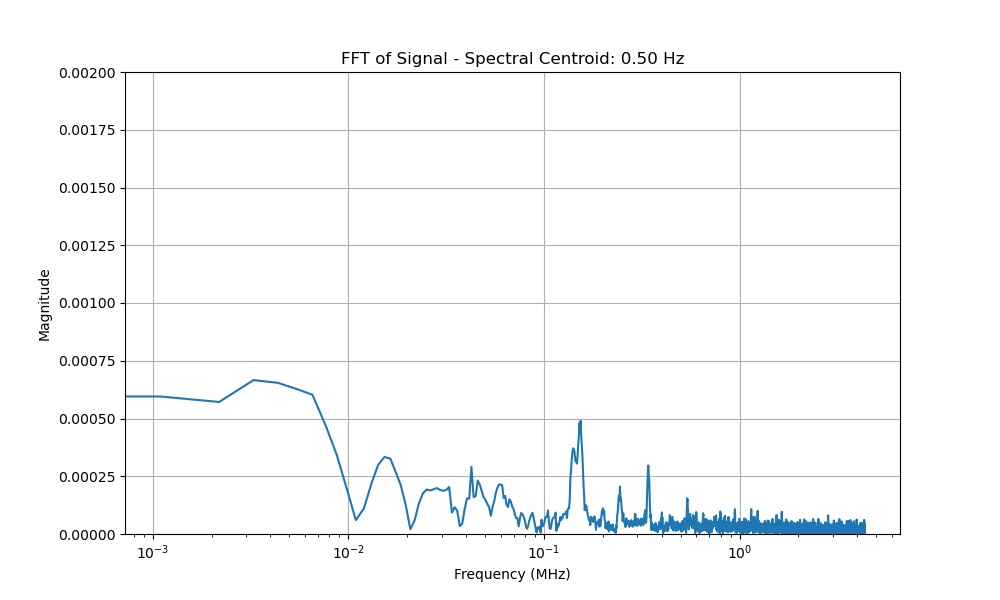 FFT of Signal - Spectral Centroid: 0.50 Hz
0.00200
0.00175
0.00150
0.00125
0.00100
0.00075
0.00050
0.00025
0.00000
Magnitude
10⁻³ 10⁻² 10⁻¹ 10⁰
Frequency (MHz)